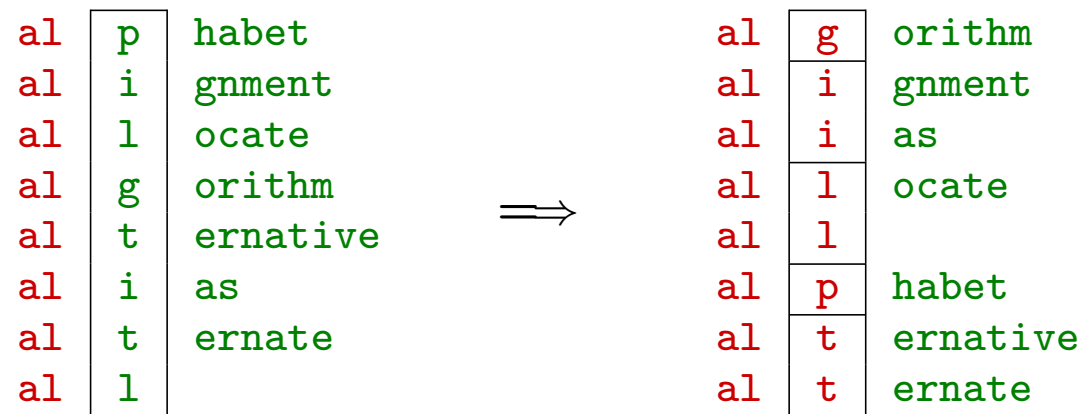 al p habet al g orithm
al i gnment al i gnment
al l ocate al i as
al g orithm al l ocate
⟹
al t ernative al l
al i as al p habet
al t ernate al t ernative
al l al t ernate